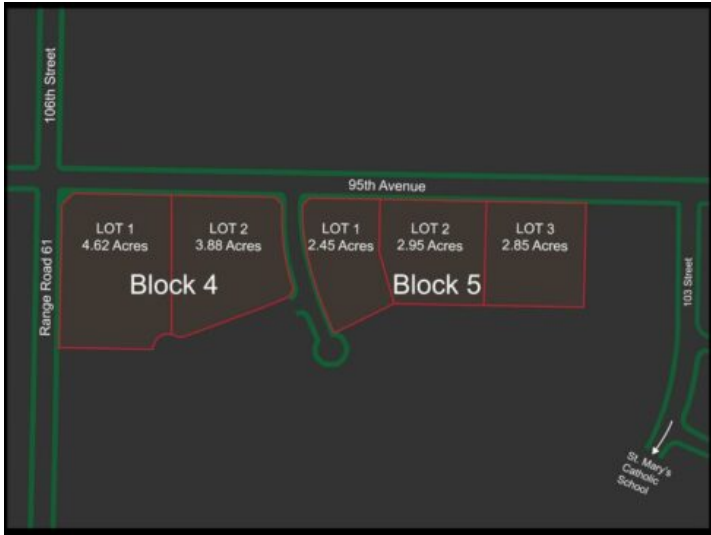 106th Street
95th Avenue
LOT 1
4.62 Acres
LOT 2
3.88 Acres
Block 4
LOT 1
2.45 Acres
LOT 2
2.95 Acres
LOT 3
2.85 Acres
Block 5
Range Road 61
103 Street
St. Mary's
Catholic
School